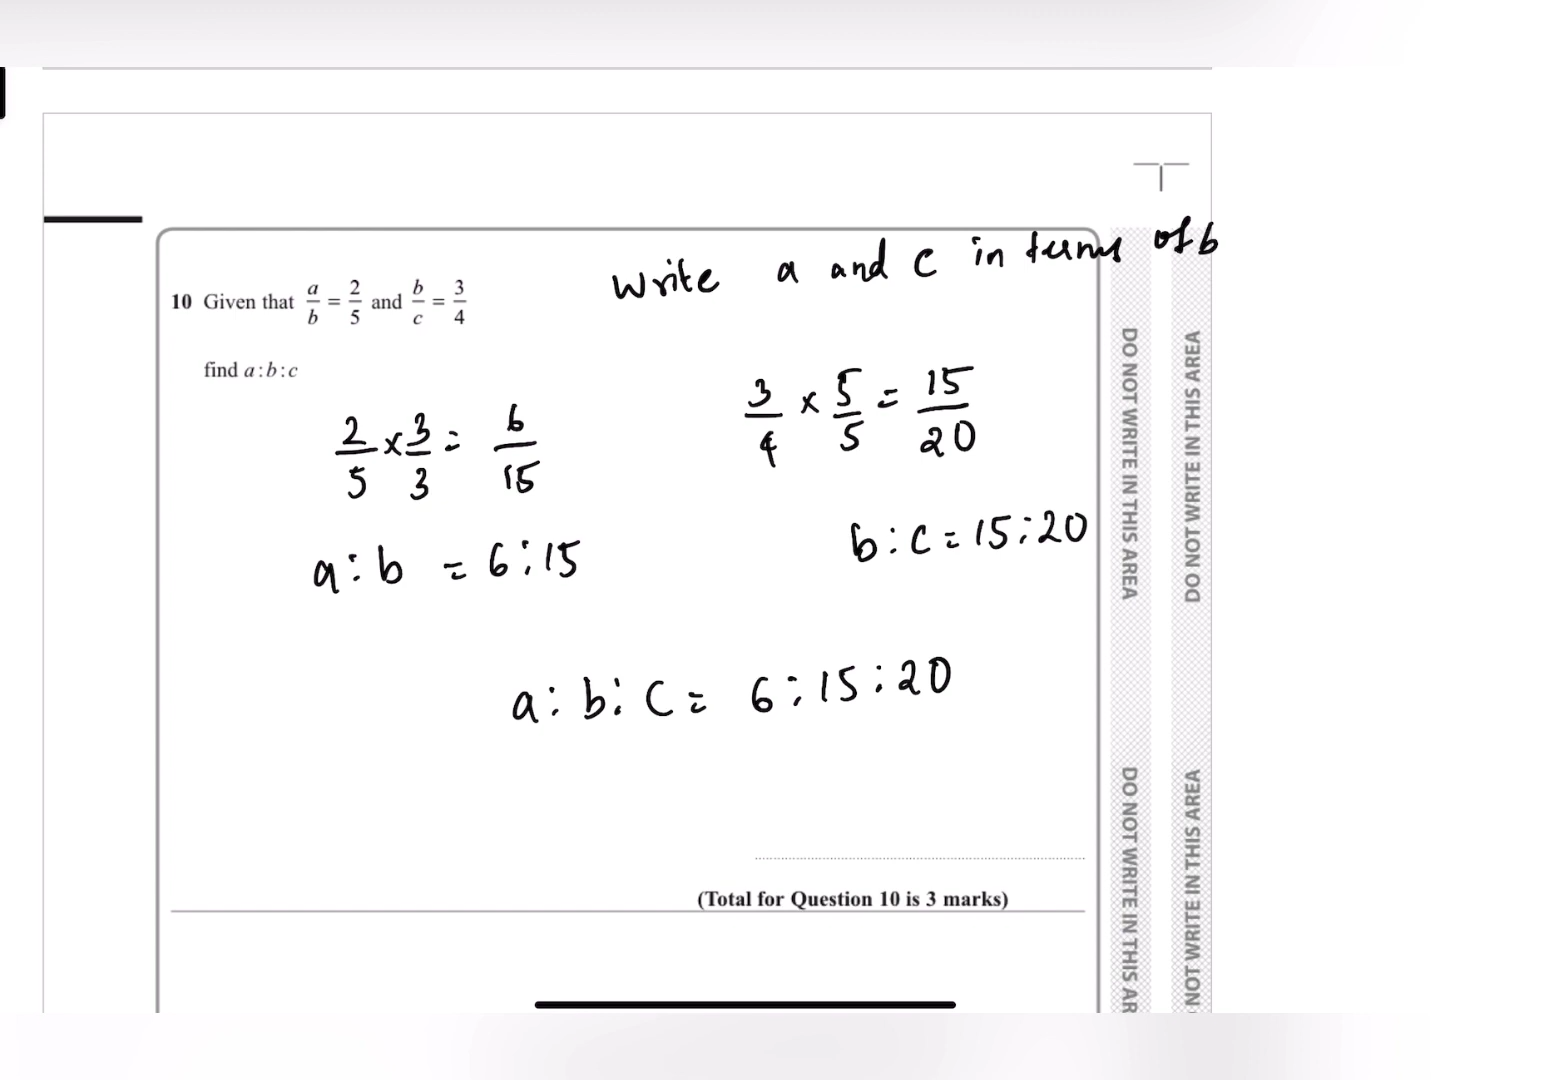 Write a and c in terms of b
10 Given that a/b = 2/5 and b/c = 3/4
find a : b : c
2/5 × 3/3 = 6/15
3/4 × 5/5 = 15/20
a : b = 6 : 15
b : c = 15 : 20
a : b : c = 6 : 15 : 20
(Total for Question 10 is 3 marks)
DO NOT WRITE IN THIS AREA
DO NOT WRITE IN THIS AREA
DO NOT WRITE IN THIS AR
NOT WRITE IN THIS AREA